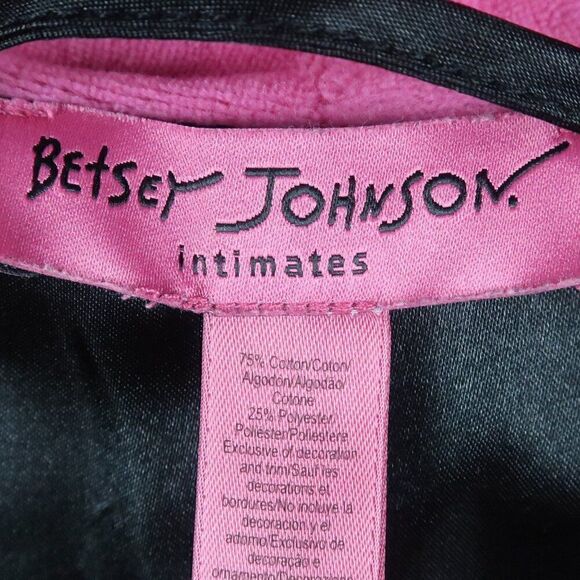 BETSEY JOHNSON.
intimates
75% Cotton/Coton/
Algodon/Algodão/
Cotone
25% Polyester
Poliester/Poliestere
Exclusive of decoration
and trim/Sauf les
decorations et
bordures/No incluye la
decoración y el
adorno/Exclusivo de
decoração e